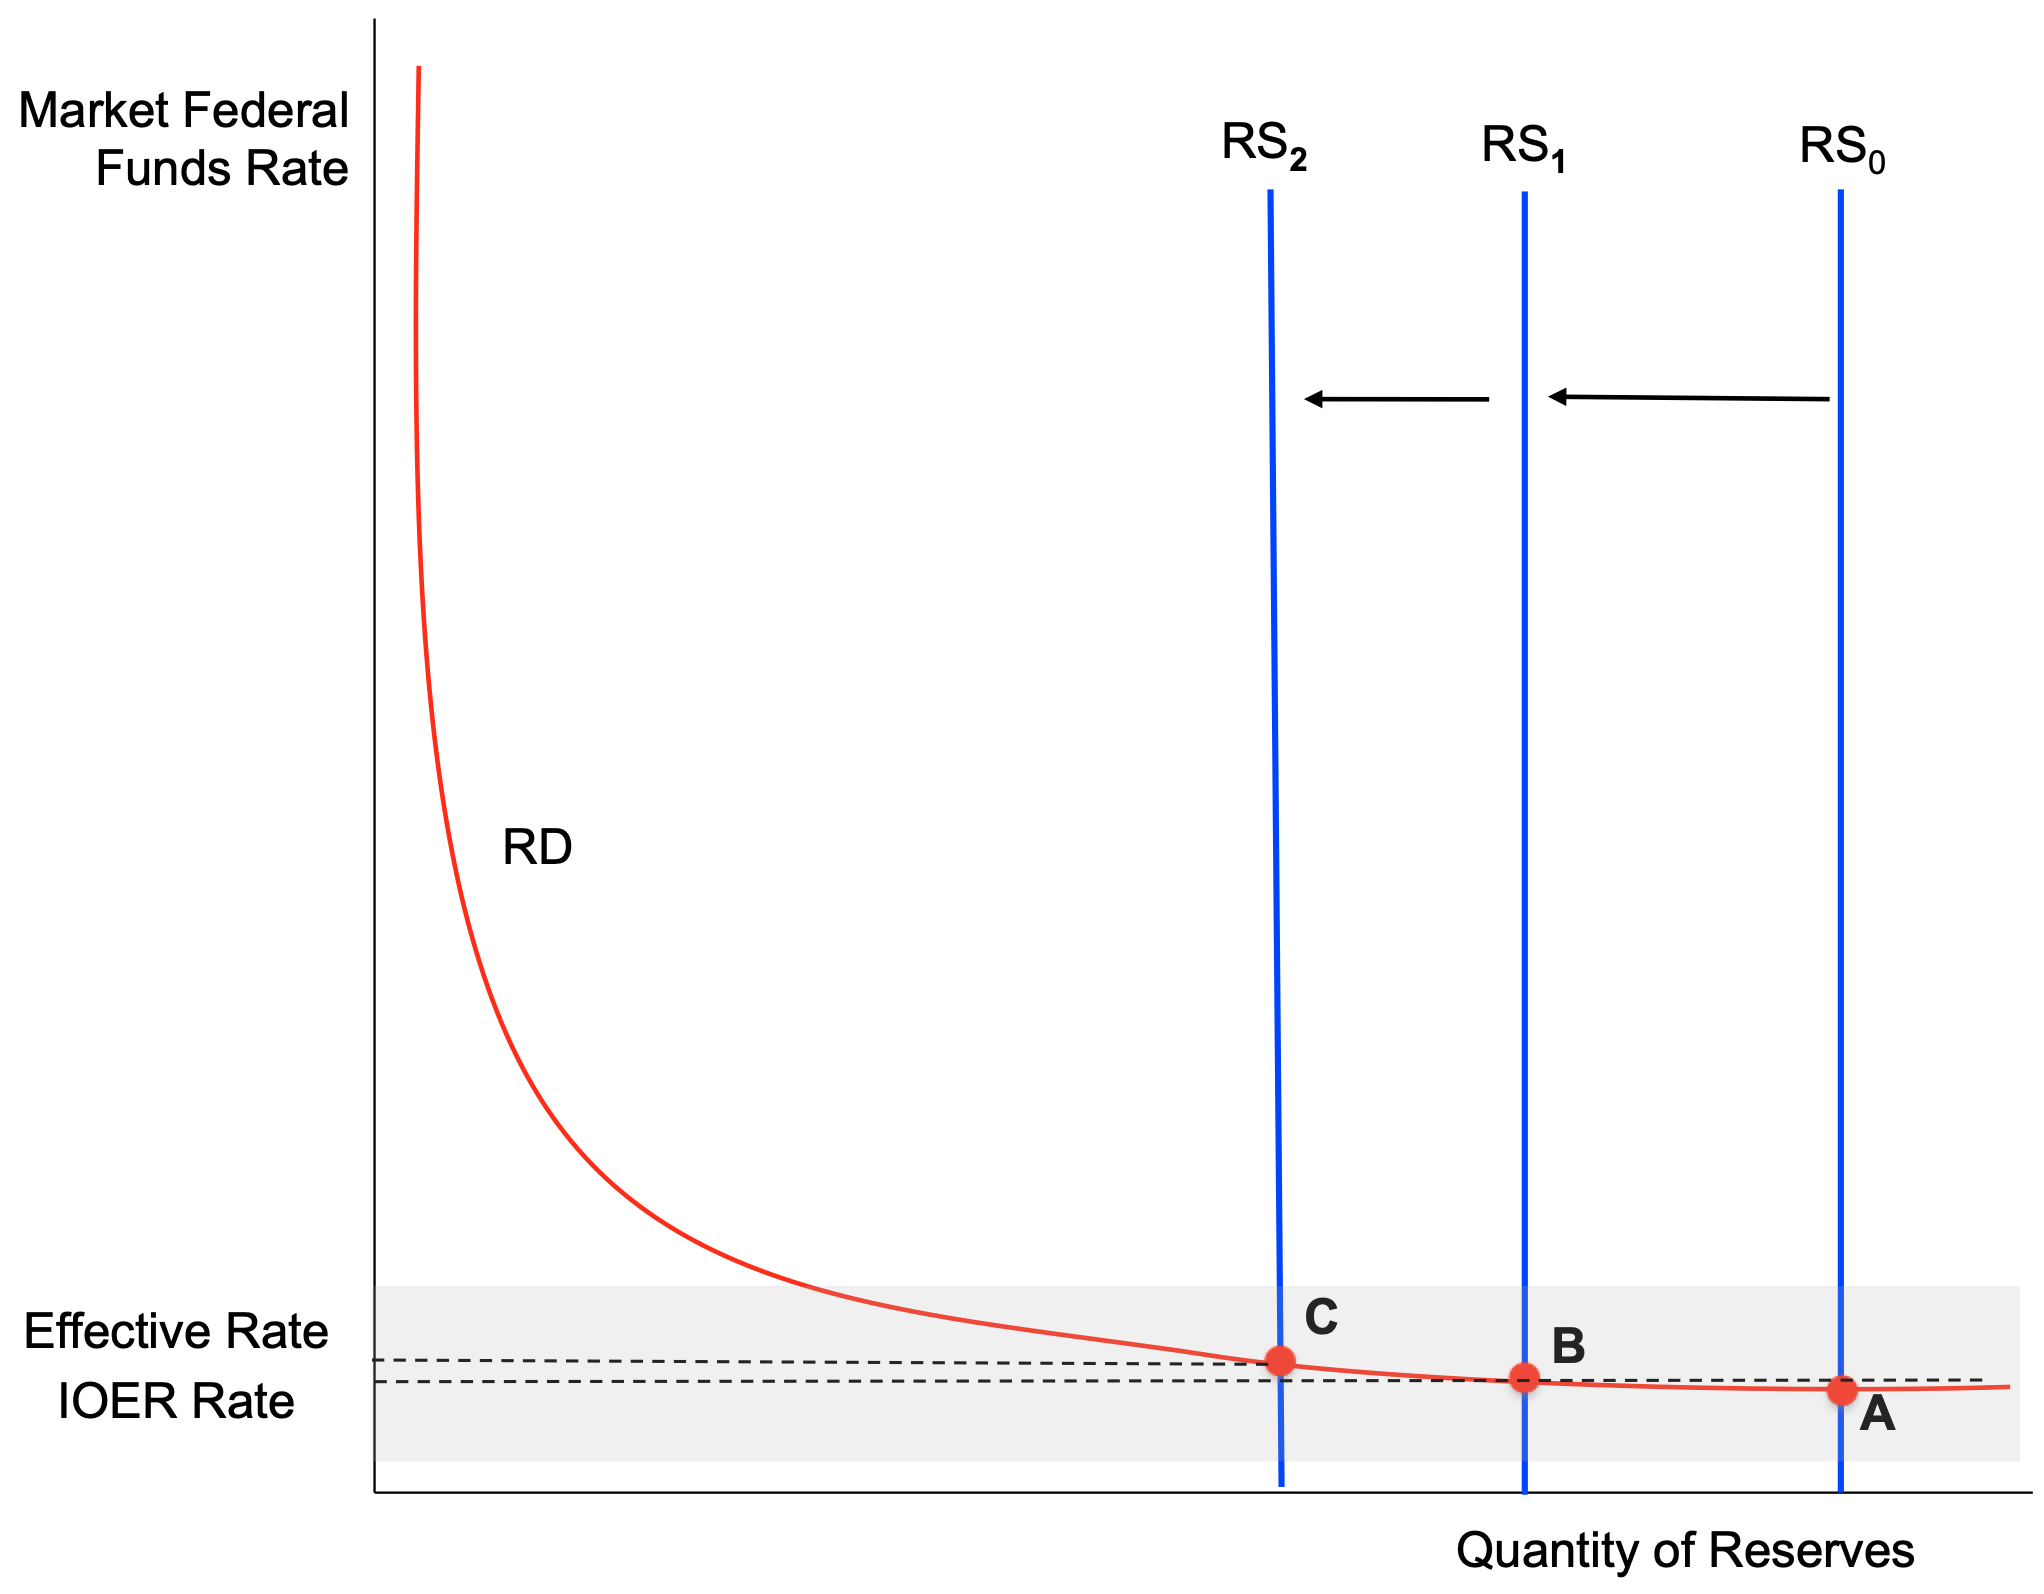 Market Federal
Funds Rate
RS₂
RS₁
RS₀
RD
Effective Rate
IOER Rate
C
B
A
Quantity of Reserves